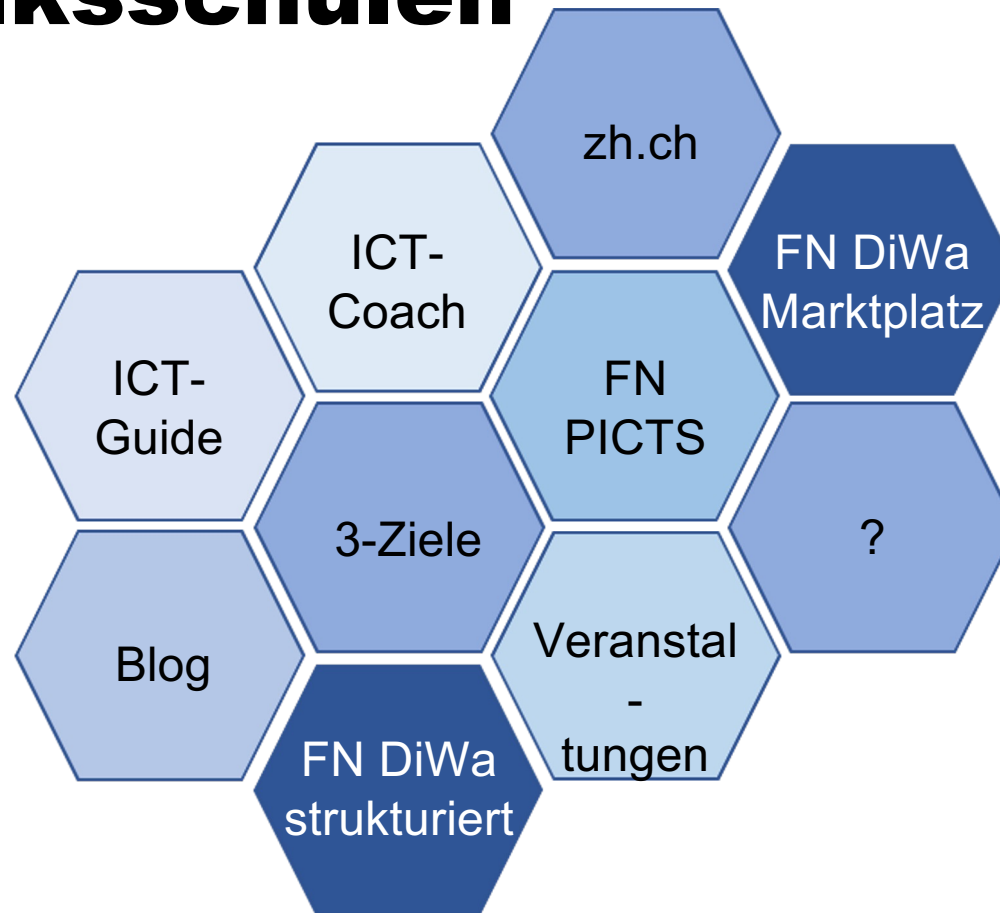 zh.ch
ICT-
Coach
FN DiWa
Marktplatz
ICT-
Guide
FN
PICTS
3-Ziele
?
Blog
Veranstal
-
tungen
FN DiWa
strukturiert